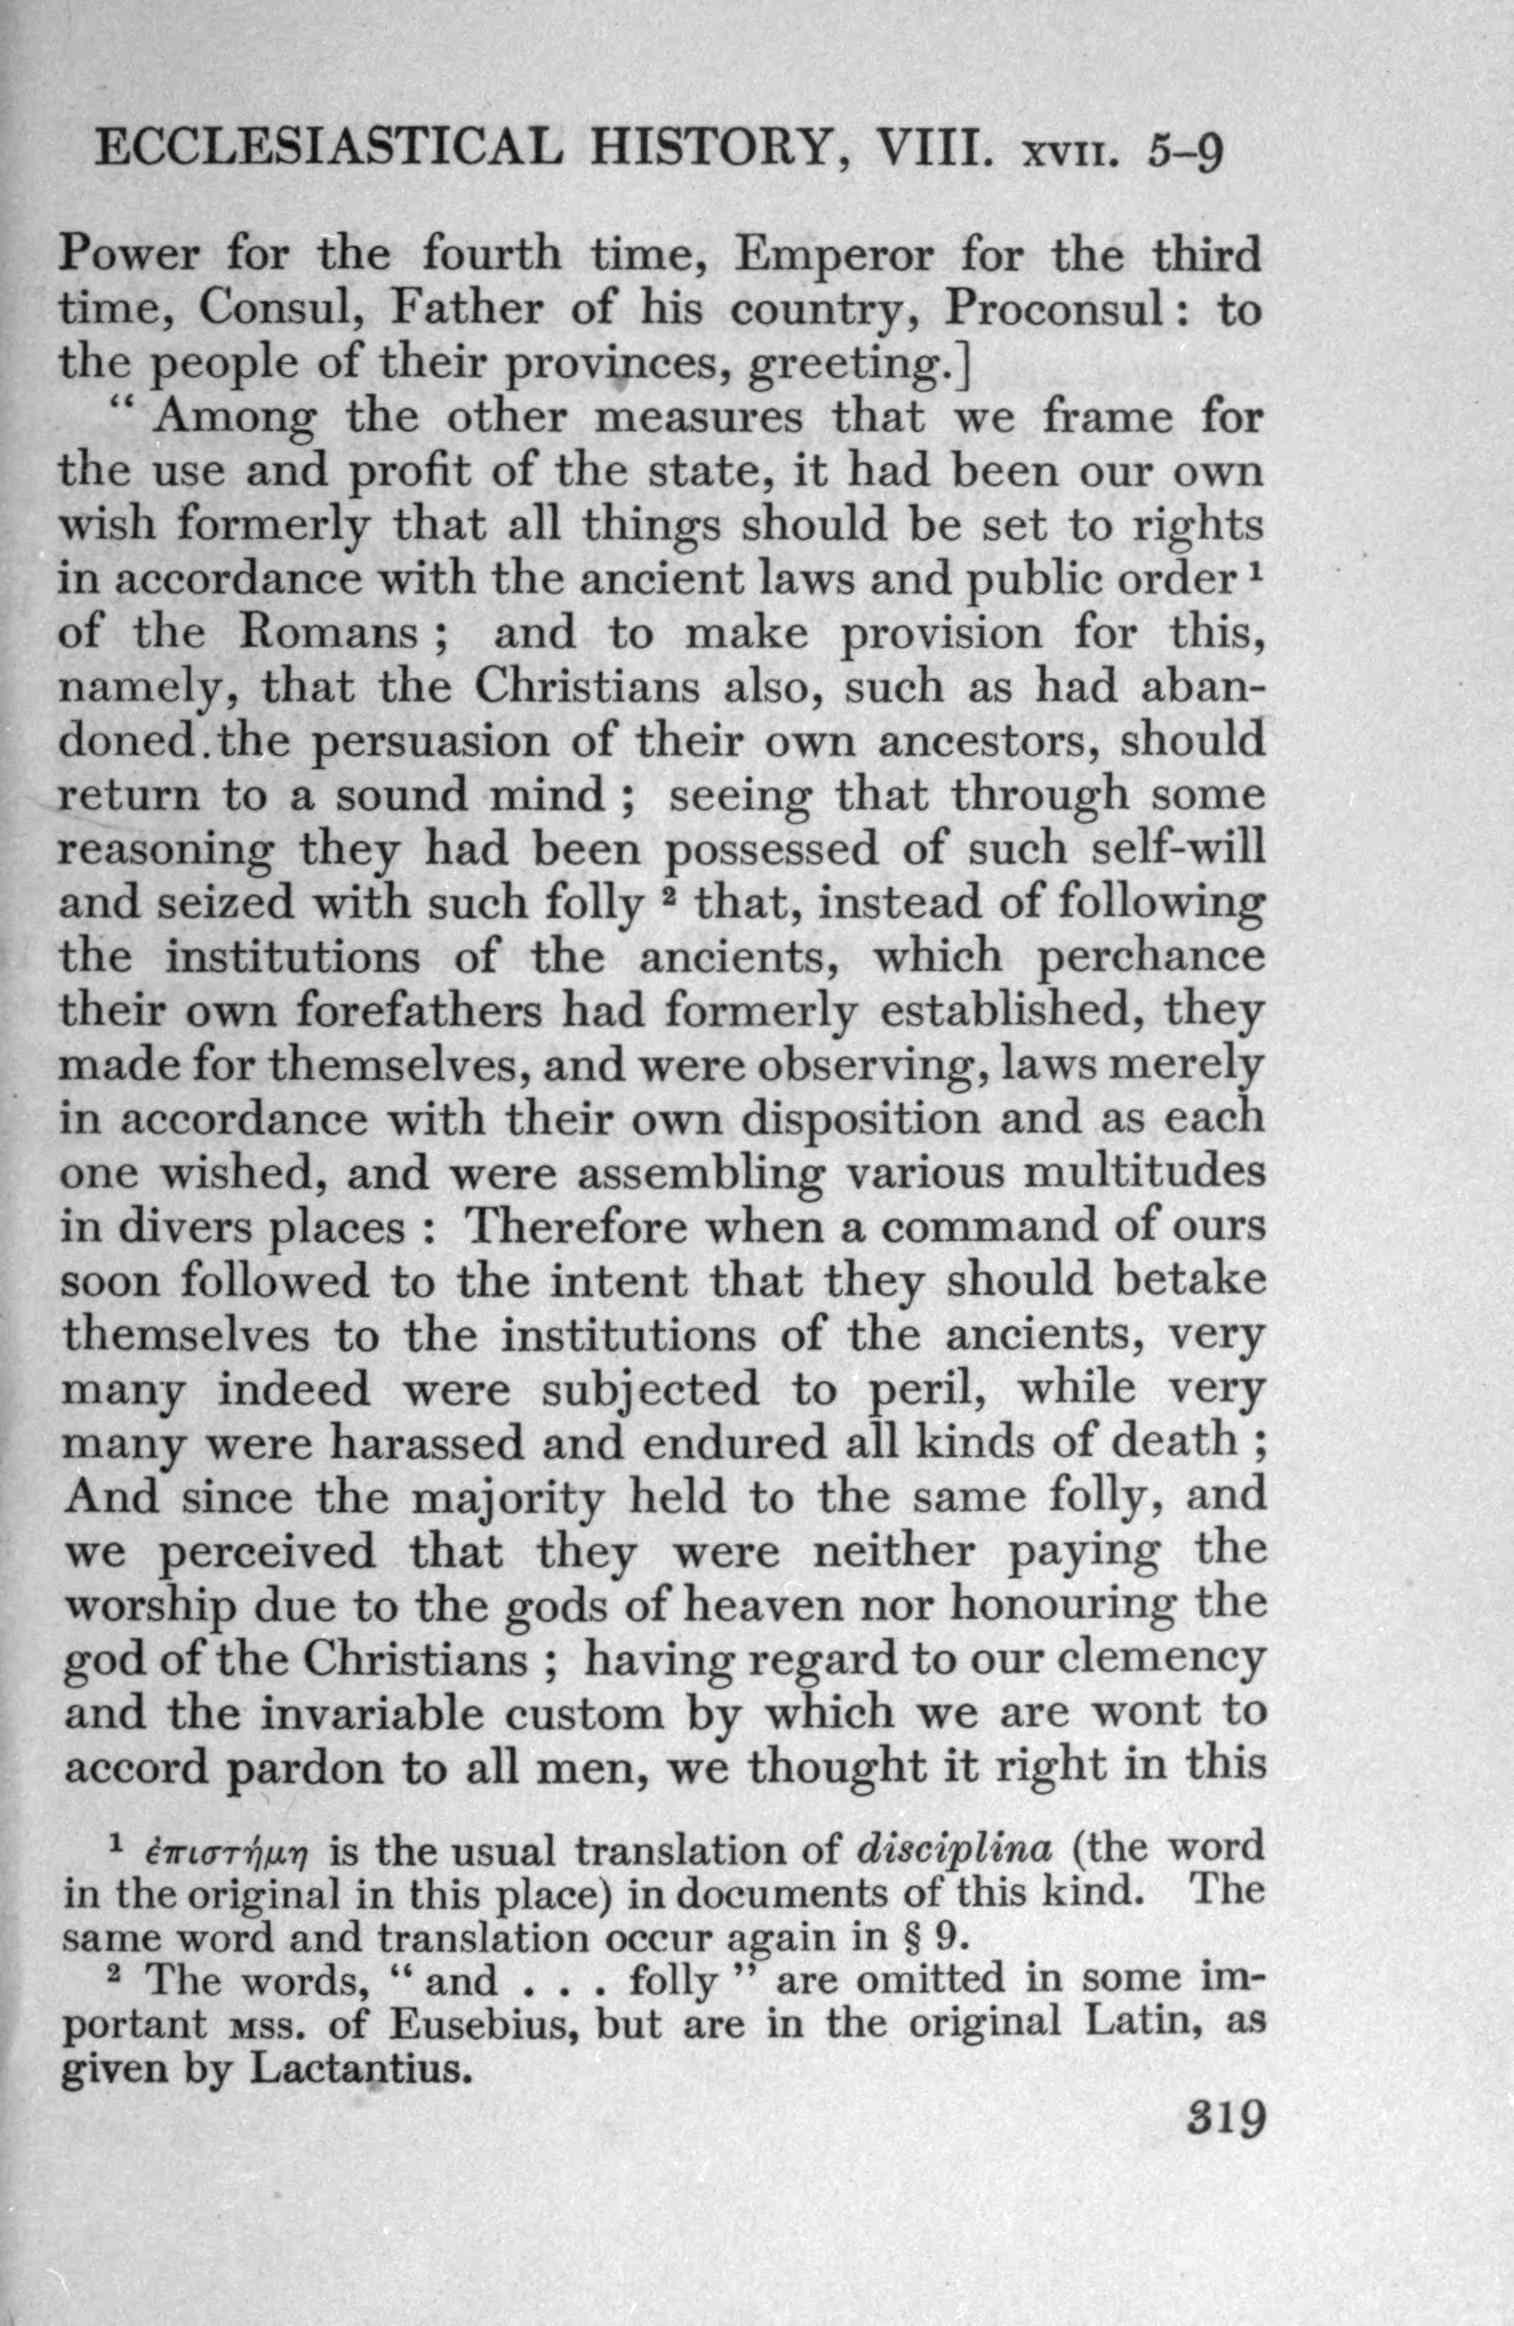 ECCLESIASTICAL HISTORY, VIII. XVII. 5–9
Power for the fourth time, Emperor for the third
time, Consul, Father of his country, Proconsul: to
the people of their provinces, greeting.]
“ Among the other measures that we frame for
the use and profit of the state, it had been our own
wish formerly that all things should be set to rights
in accordance with the ancient laws and public order ¹
of the Romans ; and to make provision for this,
namely, that the Christians also, such as had aban-
doned.the persuasion of their own ancestors, should
return to a sound mind ; seeing that through some
reasoning they had been possessed of such self-will
and seized with such folly ² that, instead of following
the institutions of the ancients, which perchance
their own forefathers had formerly established, they
made for themselves, and were observing, laws merely
in accordance with their own disposition and as each
one wished, and were assembling various multitudes
in divers places : Therefore when a command of ours
soon followed to the intent that they should betake
themselves to the institutions of the ancients, very
many indeed were subjected to peril, while very
many were harassed and endured all kinds of death ;
And since the majority held to the same folly, and
we perceived that they were neither paying the
worship due to the gods of heaven nor honouring the
god of the Christians ; having regard to our clemency
and the invariable custom by which we are wont to
accord pardon to all men, we thought it right in this
¹ ἐπιστήμη is the usual translation of disciplina (the word
in the original in this place) in documents of this kind. The
same word and translation occur again in § 9.
² The words, “ and . . . folly ” are omitted in some im-
portant MSS. of Eusebius, but are in the original Latin, as
given by Lactantius.
319